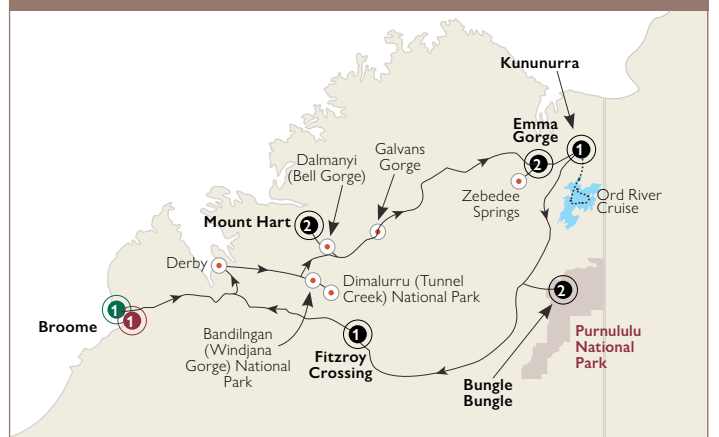 Kununurra
Emma
Gorge
1
2
Galvans
Gorge
Dalmanyi
(Bell Gorge)
Zebedee
Springs
Ord River
Cruise
Mount Hart
2
Derby
Dimalurru (Tunnel
Creek) National Park
2
1
1
Broome
Bandilngan
(Windjana
Gorge) National
Park
1
Fitzroy
Crossing
Purnululu
National
Park
Bungle
Bungle